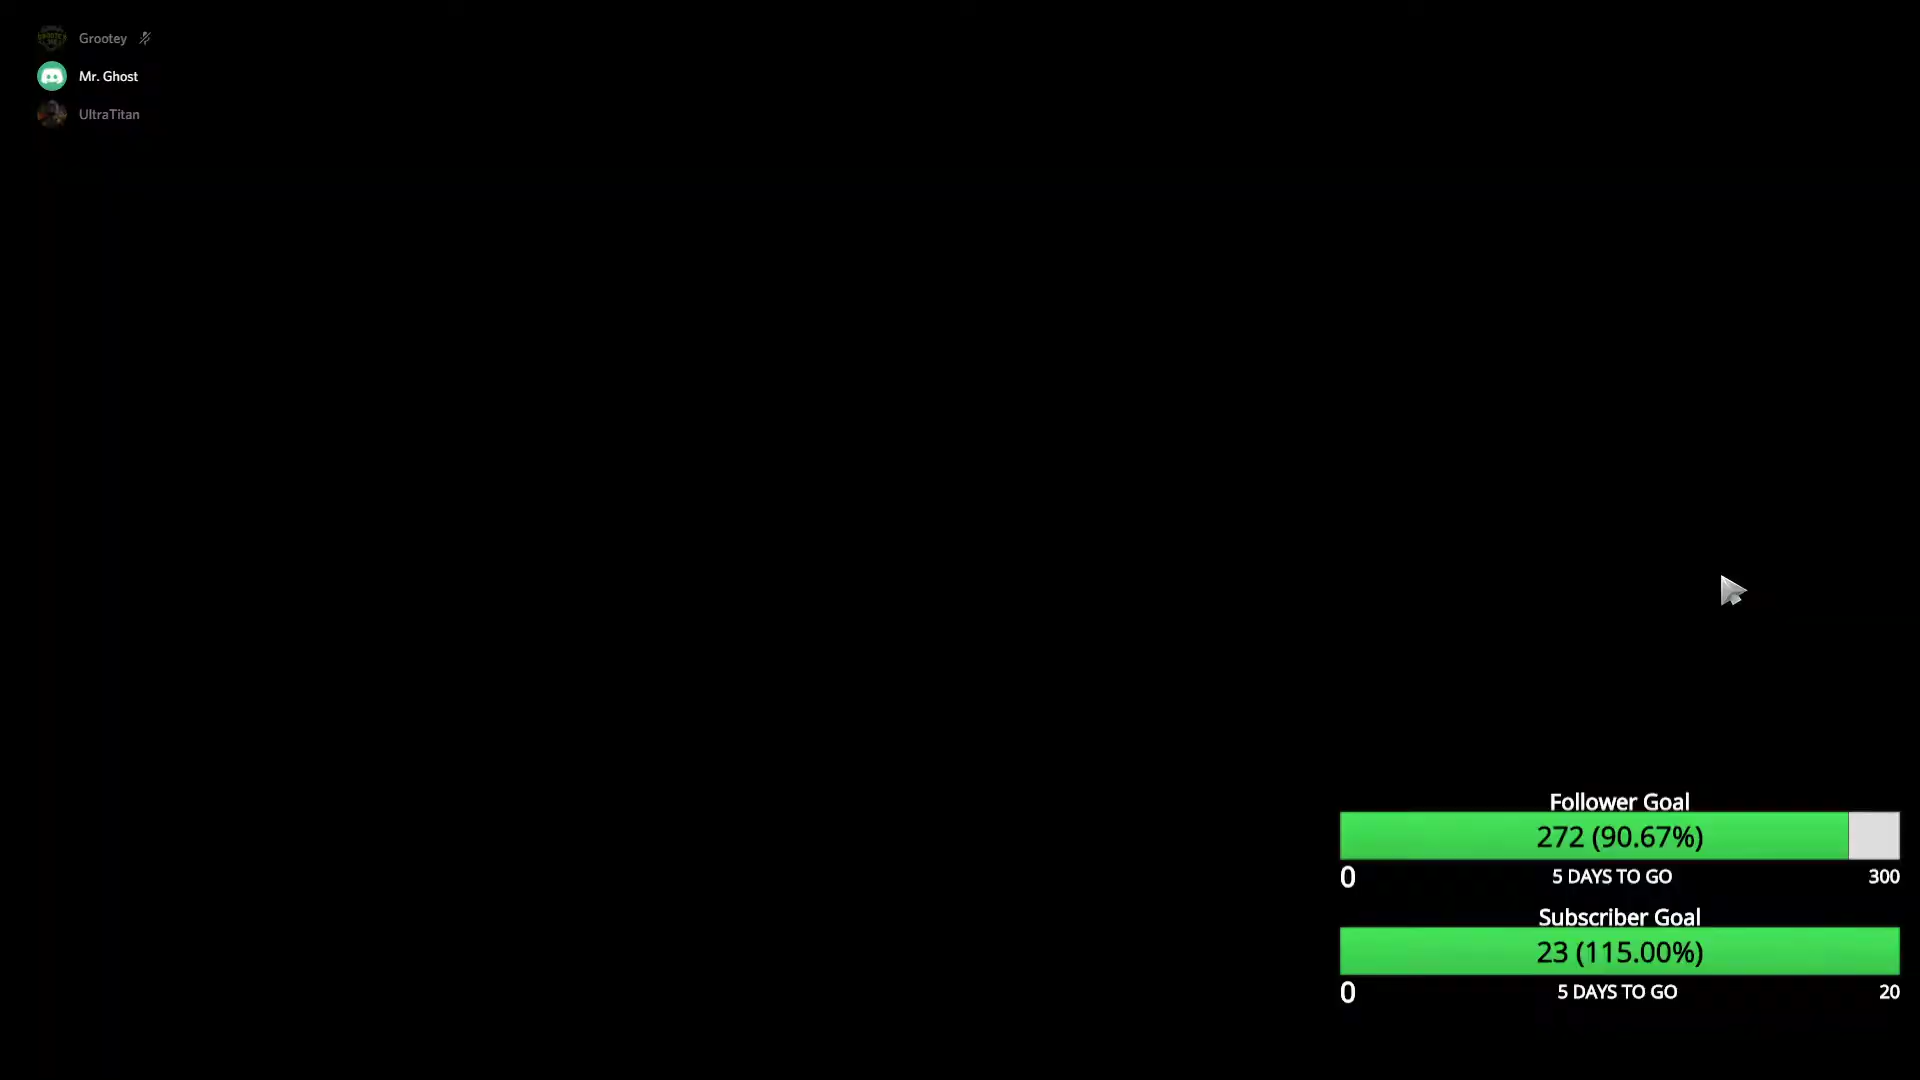 Grootey
Mr. Ghost
UltraTitan
Follower Goal
272 (90.67%)
0 5 DAYS TO GO 300
Subscriber Goal
23 (115.00%)
0 5 DAYS TO GO 20